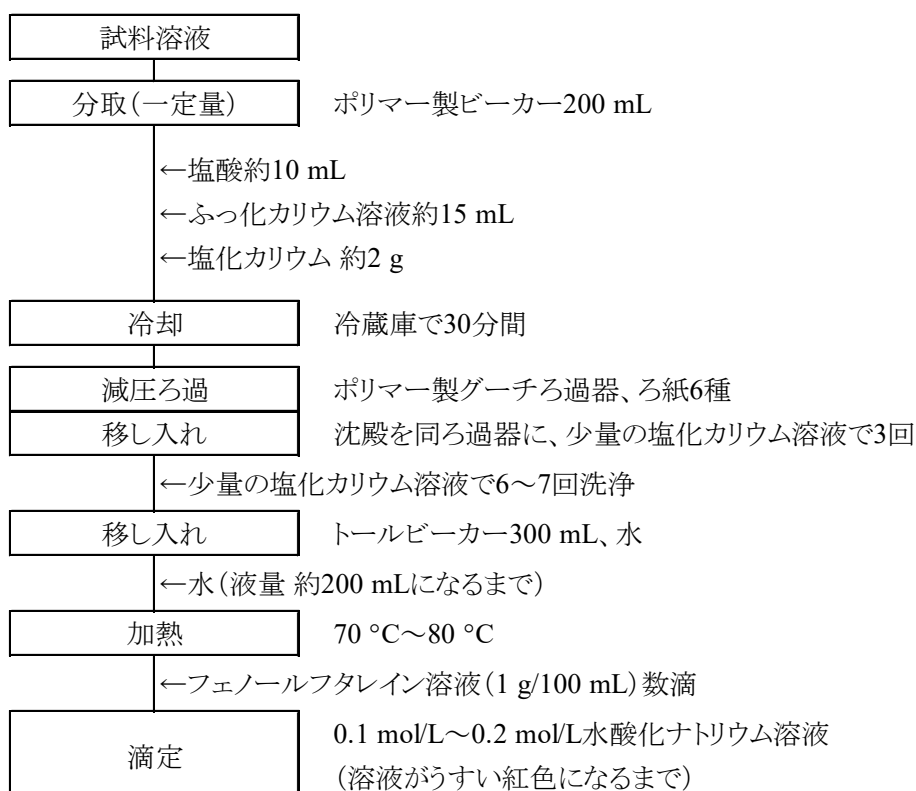 試料溶液
分取(一定量) ポリマー製ビーカー200 mL
←塩酸約10 mL
←ふっ化カリウム溶液約15 mL
←塩化カリウム 約2 g
冷却 冷蔵庫で30分間
減圧ろ過 ポリマー製グーチろ過器、ろ紙6種
移し入れ 沈殿を同ろ過器に、少量の塩化カリウム溶液で3回
←少量の塩化カリウム溶液で6~7回洗浄
移し入れ トールビーカー300 mL、水
←水(液量 約200 mLになるまで)
加熱 70 °C~80 °C
←フェノールフタレイン溶液(1 g/100 mL)数滴
滴定 0.1 mol/L~0.2 mol/L水酸化ナトリウム溶液
(溶液がうすい紅色になるまで)